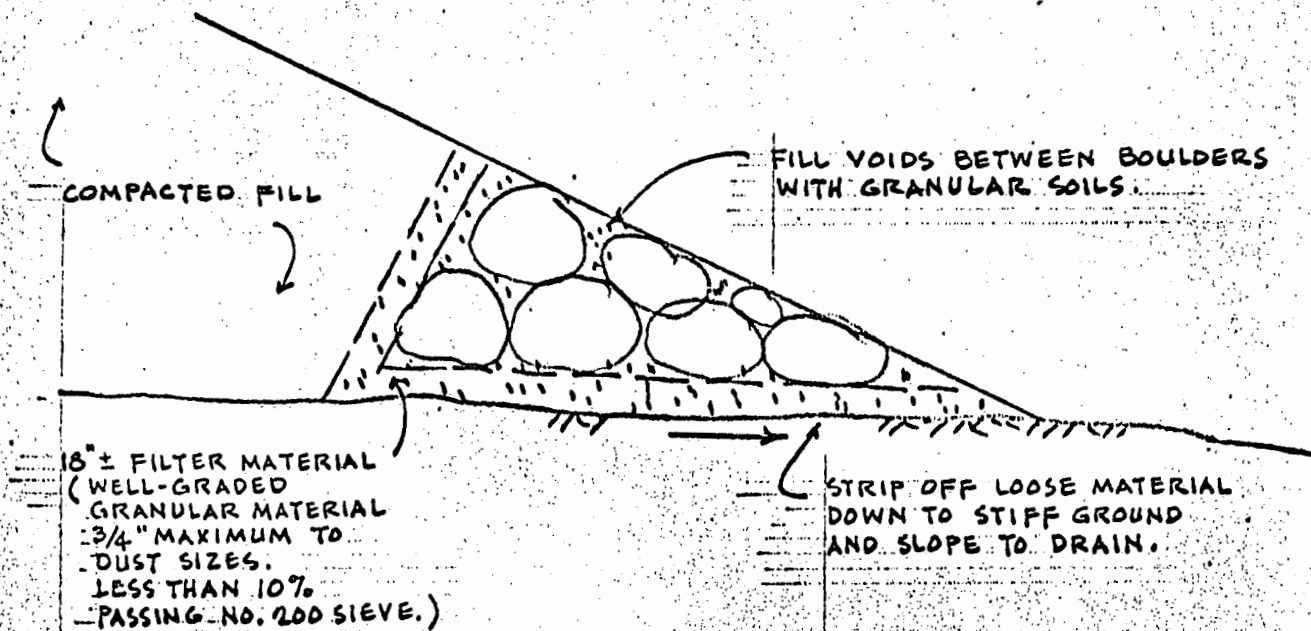 FILL VOIDS BETWEEN BOULDERS
WITH GRANULAR SOILS.
COMPACTED FILL
18"± FILTER MATERIAL
(WELL-GRADED
GRANULAR MATERIAL
3/4" MAXIMUM TO
DUST SIZES.
LESS THAN 10%
PASSING NO. 200 SIEVE.)
STRIP OFF LOOSE MATERIAL
DOWN TO STIFF GROUND
AND SLOPE TO DRAIN.